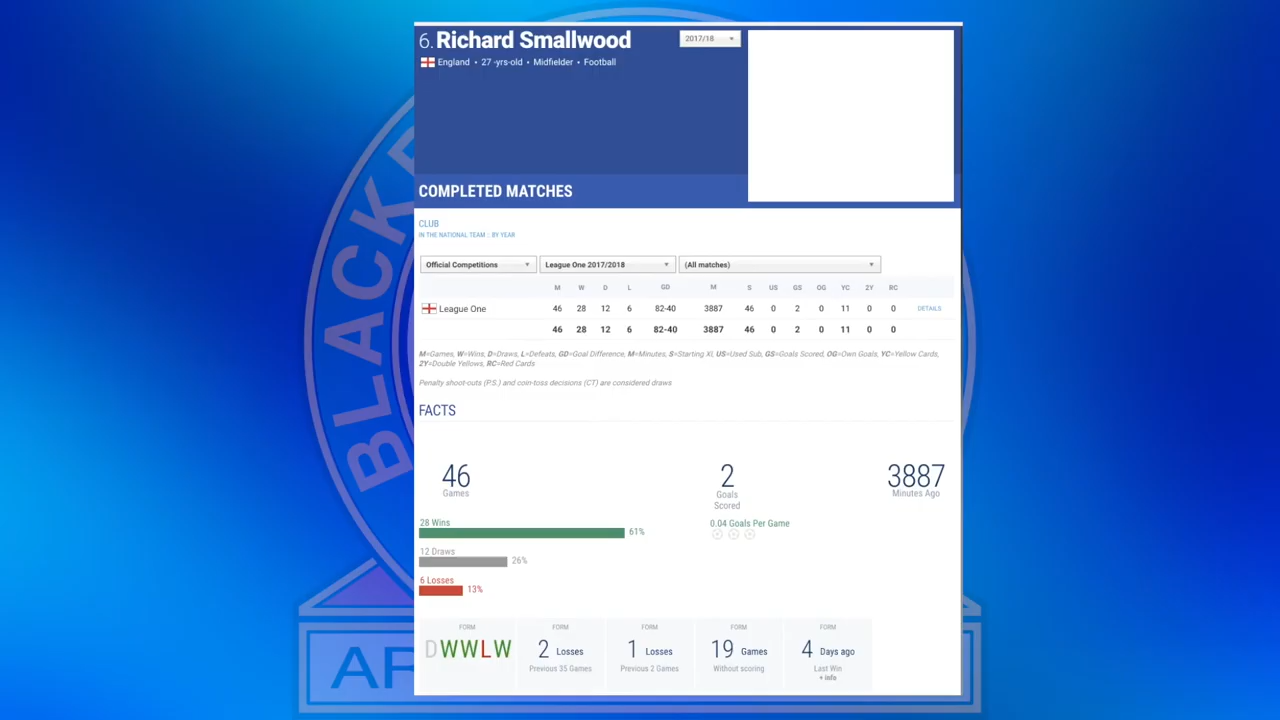 6. Richard Smallwood
2017/18
England • 27 -yrs-old • Midfielder • Football
COMPLETED MATCHES
CLUB
IN THE NATIONAL TEAM :: BY YEAR
Official Competitions League One 2017/2018 (All matches)
M W D L GD M S US GS OG YC 2Y RC
League One 46 28 12 6 82-40 3887 46 0 2 0 11 0 0 DETAILS
46 28 12 6 82-40 3887 46 0 2 0 11 0 0
M=Games, W=Wins, D=Draws, L=Defeats, GD=Goal Difference, M=Minutes, S=Starting XI, US=Used Sub, GS=Goals Scored, OG=Own Goals, YC=Yellow Cards,
2Y=Double Yellows, RC=Red Cards
Penalty shoot-outs (P.S.) and coin-toss decisions (CT) are considered draws
FACTS
46 2 3887
Games Goals Scored Minutes Ago
28 Wins 0.04 Goals Per Game
61%
12 Draws
26%
6 Losses
13%
FORM FORM FORM FORM FORM
DWWLW 2 Losses 1 Losses 19 Games 4 Days ago
Previous 35 Games Previous 2 Games Without scoring Last Win
+ info
BLACK
AR